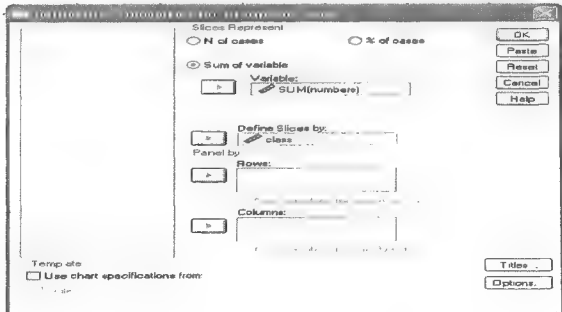 Slices Represent
N of cases
% of cases
Sum of variable
Variable:
SUM(numbers)
Define Slices by:
class
Panel by
Rows:
Columns:
Template
Use chart specifications from:
OK
Paste
Reset
Cancel
Help
Titles...
Options.